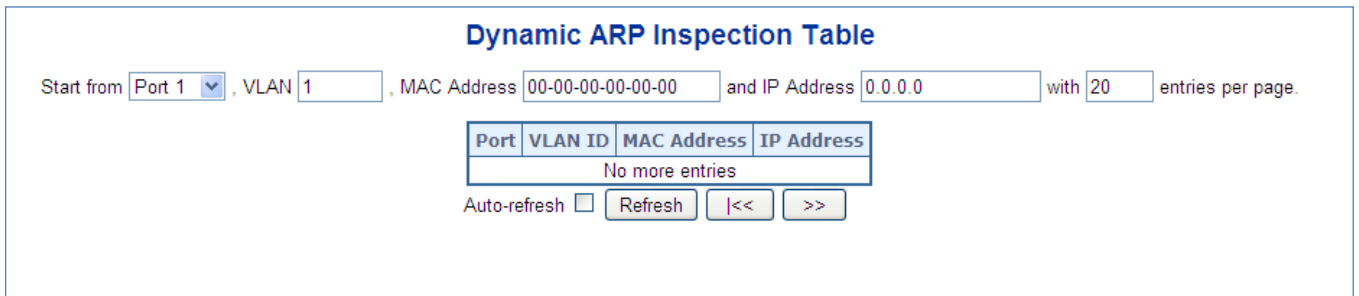 Dynamic ARP Inspection Table
Start from Port 1 , VLAN 1 , MAC Address 00-00-00-00-00-00 and IP Address 0.0.0.0 with 20 entries per page.
Port VLAN ID MAC Address IP Address
No more entries
Auto-refresh Refresh |<< >>